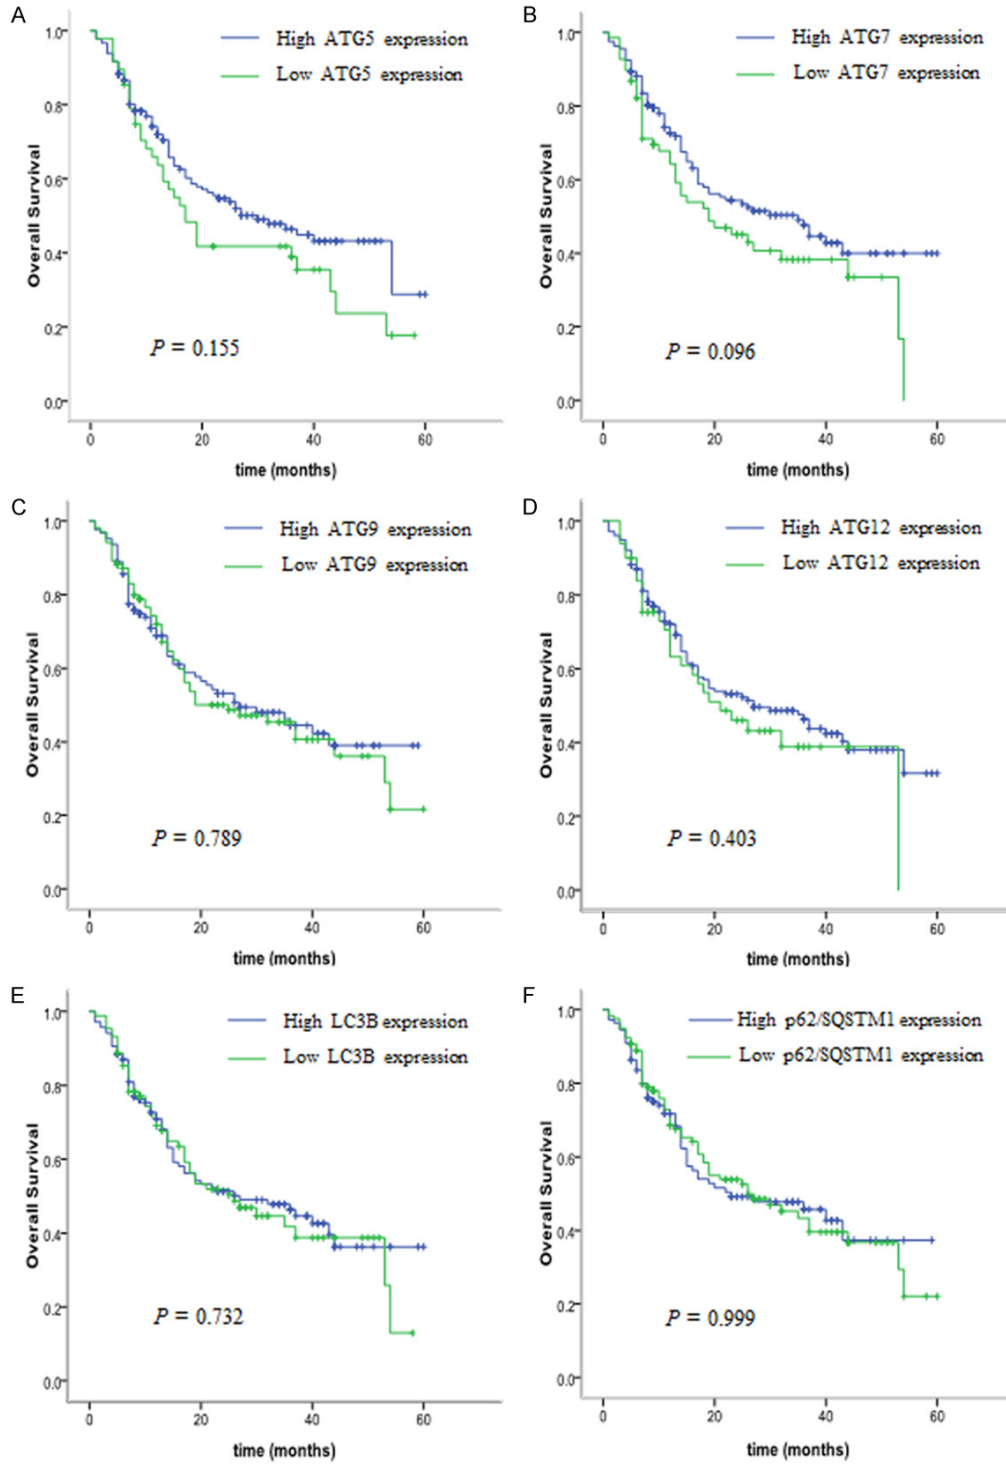 A
High ATG5 expression
Low ATG5 expression
Overall Survival
1.0
0.8
0.6
0.4
0.2
0.0
P = 0.155
0 20 40 60
time (months)
B
High ATG7 expression
Low ATG7 expression
Overall Survival
1.0
0.8
0.6
0.4
0.2
0.0
P = 0.096
0 20 40 60
time (months)
C
High ATG9 expression
Low ATG9 expression
Overall Survival
1.0
0.8
0.6
0.4
0.2
0.0
P = 0.789
0 20 40 60
time (months)
D
High ATG12 expression
Low ATG12 expression
Overall Survival
1.0
0.8
0.6
0.4
0.2
0.0
P = 0.403
0 20 40 60
time (months)
E
High LC3B expression
Low LC3B expression
Overall Survival
1.0
0.8
0.6
0.4
0.2
0.0
P = 0.732
0 20 40 60
time (months)
F
High p62/SQSTM1 expression
Low p62/SQSTM1 expression
Overall Survival
1.0
0.8
0.6
0.4
0.2
0.0
P = 0.999
0 20 40 60
time (months)